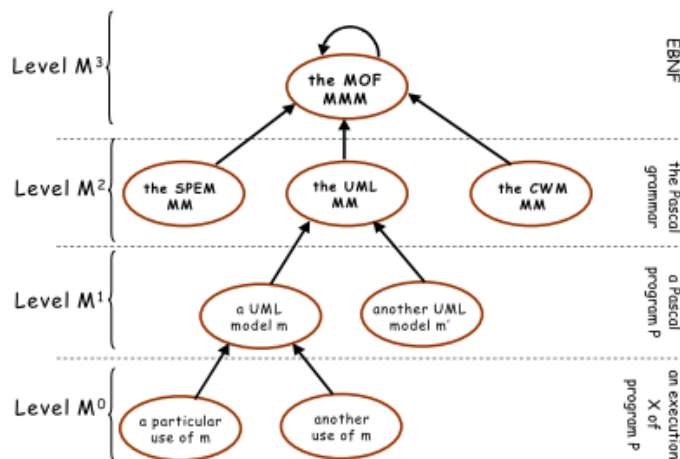 Level M³
the MOF
MMM
EBNF
Level M²
the SPEM
MM
the UML
MM
the CWM
MM
the Pascal
grammar
Level M¹
a UML
model m
another UML
model m'
a Pascal
program P
Level M⁰
a particular
use of m
another
use of m
an execution
X of
program P